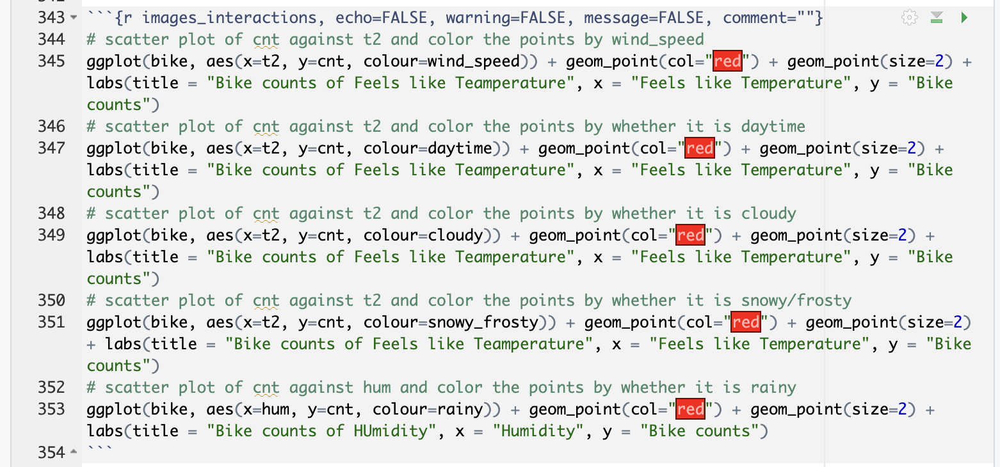 343 ```{r images_interactions, echo=FALSE, warning=FALSE, message=FALSE, comment=""}
344 # scatter plot of cnt against t2 and color the points by wind_speed
345 ggplot(bike, aes(x=t2, y=cnt, colour=wind_speed)) + geom_point(col="red") + geom_point(size=2) +
labs(title = "Bike counts of Feels like Teamperature", x = "Feels like Temperature", y = "Bike
counts")
346 # scatter plot of cnt against t2 and color the points by whether it is daytime
347 ggplot(bike, aes(x=t2, y=cnt, colour=daytime)) + geom_point(col="red") + geom_point(size=2) +
labs(title = "Bike counts of Feels like Teamperature", x = "Feels like Temperature", y = "Bike
counts")
348 # scatter plot of cnt against t2 and color the points by whether it is cloudy
349 ggplot(bike, aes(x=t2, y=cnt, colour=cloudy)) + geom_point(col="red") + geom_point(size=2) +
labs(title = "Bike counts of Feels like Teamperature", x = "Feels like Temperature", y = "Bike
counts")
350 # scatter plot of cnt against t2 and color the points by whether it is snowy/frosty
351 ggplot(bike, aes(x=t2, y=cnt, colour=snowy_frosty)) + geom_point(col="red") + geom_point(size=2)
+ labs(title = "Bike counts of Feels like Teamperature", x = "Feels like Temperature", y = "Bike
counts")
352 # scatter plot of cnt against hum and color the points by whether it is rainy
353 ggplot(bike, aes(x=hum, y=cnt, colour=rainy)) + geom_point(col="red") + geom_point(size=2) +
labs(title = "Bike counts of HUmidity", x = "Humidity", y = "Bike counts")
354 ```